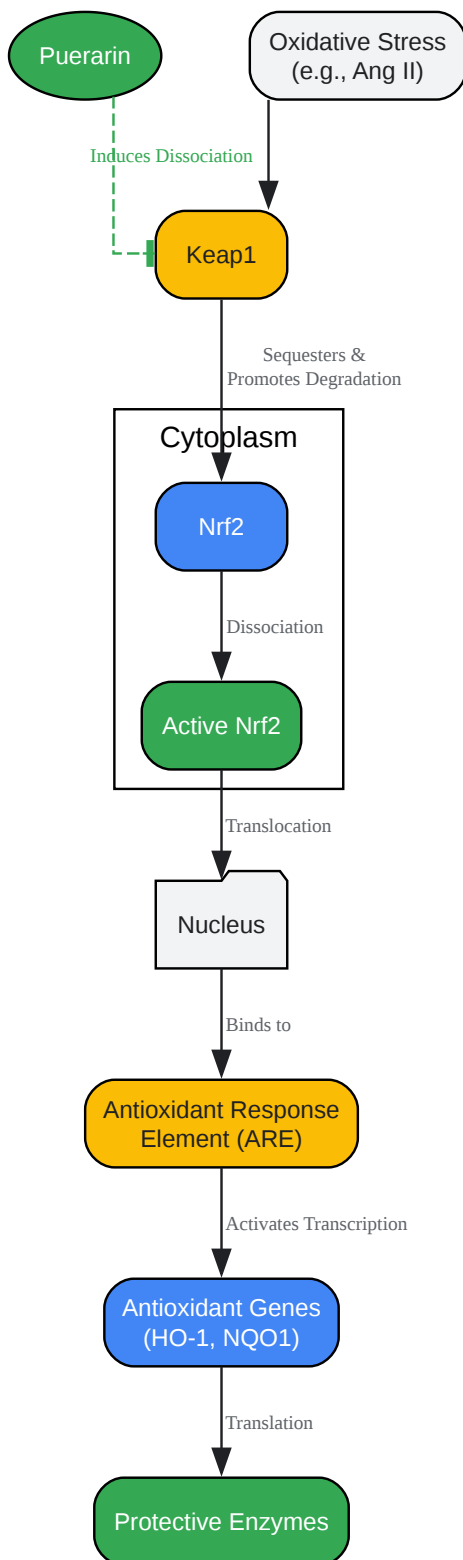 Puerarin
Oxidative Stress
(e.g., Ang II)
Induces Dissociation
Keap1
Sequesters &
Promotes Degradation
Cytoplasm
Nrf2
Dissociation
Active Nrf2
Translocation
Nucleus
Binds to
Antioxidant Response
Element (ARE)
Activates Transcription
Antioxidant Genes
(HO-1, NQO1)
Translation
Protective Enzymes